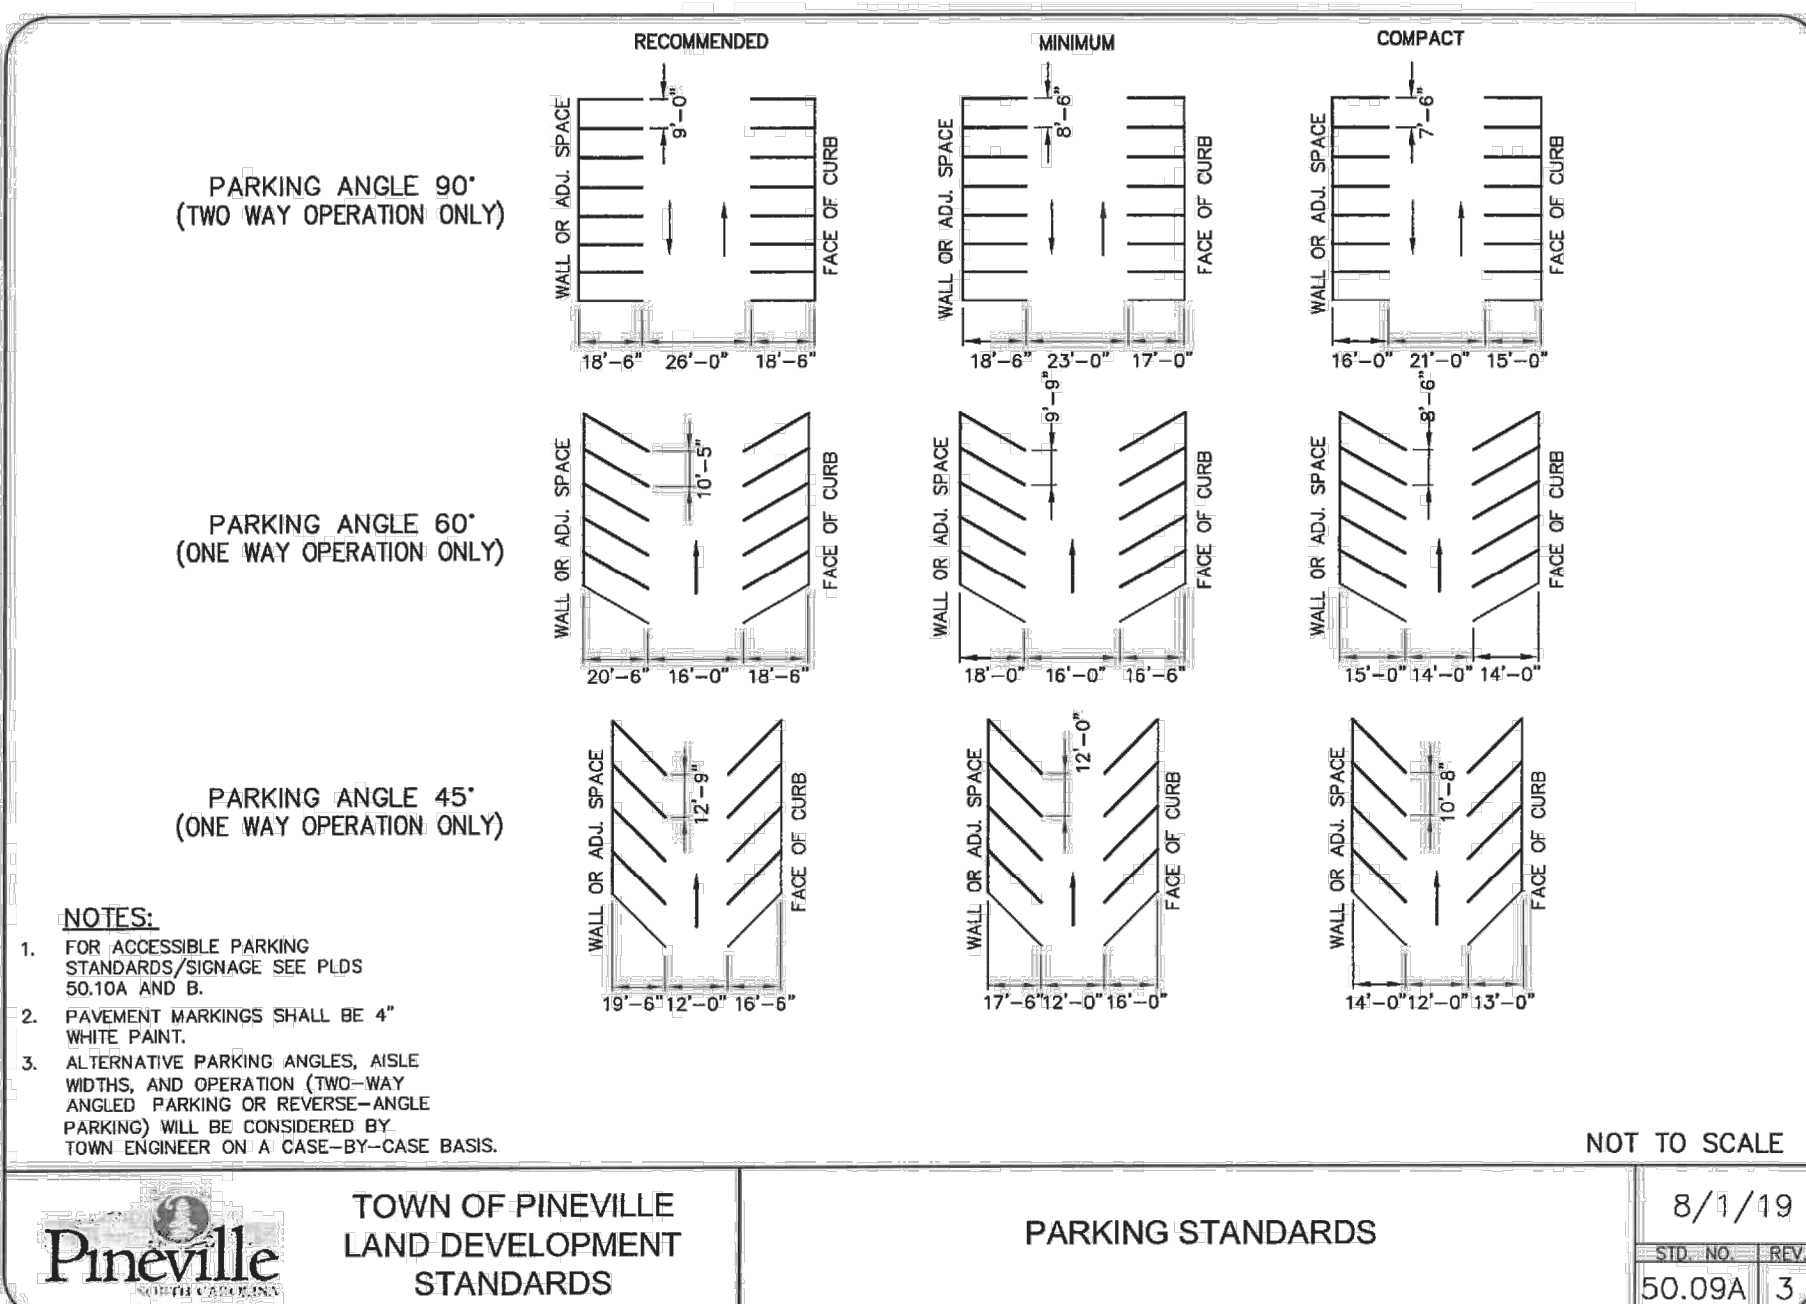 RECOMMENDED
MINIMUM
COMPACT
PARKING ANGLE 90°
(TWO WAY OPERATION ONLY)
WALL OR ADJ. SPACE
9'-0"
FACE OF CURB
18'-6" 26'-0" 18'-6"
WALL OR ADJ. SPACE
8'-6"
FACE OF CURB
18'-6" 23'-0" 17'-0"
WALL OR ADJ. SPACE
7'-6"
FACE OF CURB
16'-0" 21'-0" 15'-0"
PARKING ANGLE 60°
(ONE WAY OPERATION ONLY)
WALL OR ADJ. SPACE
10'-5"
FACE OF CURB
20'-6" 16'-0" 18'-6"
WALL OR ADJ. SPACE
9'-9"
FACE OF CURB
18'-0" 16'-0" 16'-6"
WALL OR ADJ. SPACE
8'-6"
FACE OF CURB
15'-0" 14'-0" 14'-0"
PARKING ANGLE 45°
(ONE WAY OPERATION ONLY)
WALL OR ADJ. SPACE
12'-9"
FACE OF CURB
19'-6" 12'-0" 16'-6"
WALL OR ADJ. SPACE
12'-0"
FACE OF CURB
17'-6" 12'-0" 16'-0"
WALL OR ADJ. SPACE
10'-8"
FACE OF CURB
14'-0" 12'-0" 13'-0"
NOTES:
1. FOR ACCESSIBLE PARKING
STANDARDS/SIGNAGE SEE PLDS
50.10A AND B.
2. PAVEMENT MARKINGS SHALL BE 4"
WHITE PAINT.
3. ALTERNATIVE PARKING ANGLES, AISLE
WIDTHS, AND OPERATION (TWO-WAY
ANGLED PARKING OR REVERSE-ANGLE
PARKING) WILL BE CONSIDERED BY
TOWN ENGINEER ON A CASE-BY-CASE BASIS.
NOT TO SCALE
Pineville
NORTH CAROLINA
TOWN OF PINEVILLE
LAND DEVELOPMENT
STANDARDS
PARKING STANDARDS
8/1/19
STD. NO. REV.
50.09A 3